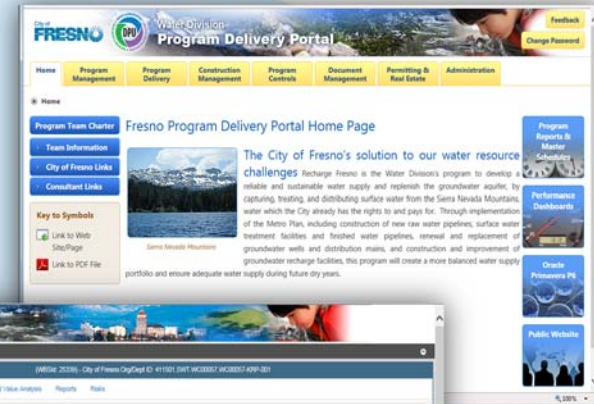 City of
FRESNO
DPU
Water Division
Program Delivery Portal
Feedback
Change Password
Home
Program Management
Program Delivery
Construction Management
Program Controls
Document Management
Permitting & Real Estate
Administration
Home
Program Team Charter
Team Information
City of Fresno Links
Consultant Links
Key to Symbols
Link to Web
Site/Page
Link to PDF File
Fresno Program Delivery Portal Home Page
Sierra Nevada Mountains
The City of Fresno's solution to our water resource
challenges Recharge Fresno is the Water Division's program to develop a
reliable and sustainable water supply and replenish the groundwater aquifer, by
capturing, treating, and distributing surface water from the Sierra Nevada Mountains,
water which the City already has the rights to and pays for. Through implementation
of the Metro Plan, including construction of new raw water pipelines; surface water
treatment facilities and finished water pipelines, renewal and replacement of
groundwater wells and distribution mains, and construction and improvement of
groundwater recharge facilities, this program will create a more balanced water supply
portfolio and ensure adequate water supply during future dry years.
Program
Reports &
Master
Schedules
Performance
Dashboards
Oracle
Primavera P6
Public Website
100%
City of Fresno Org/Dept ID: 411501
Value Analysis
Reports
Risks